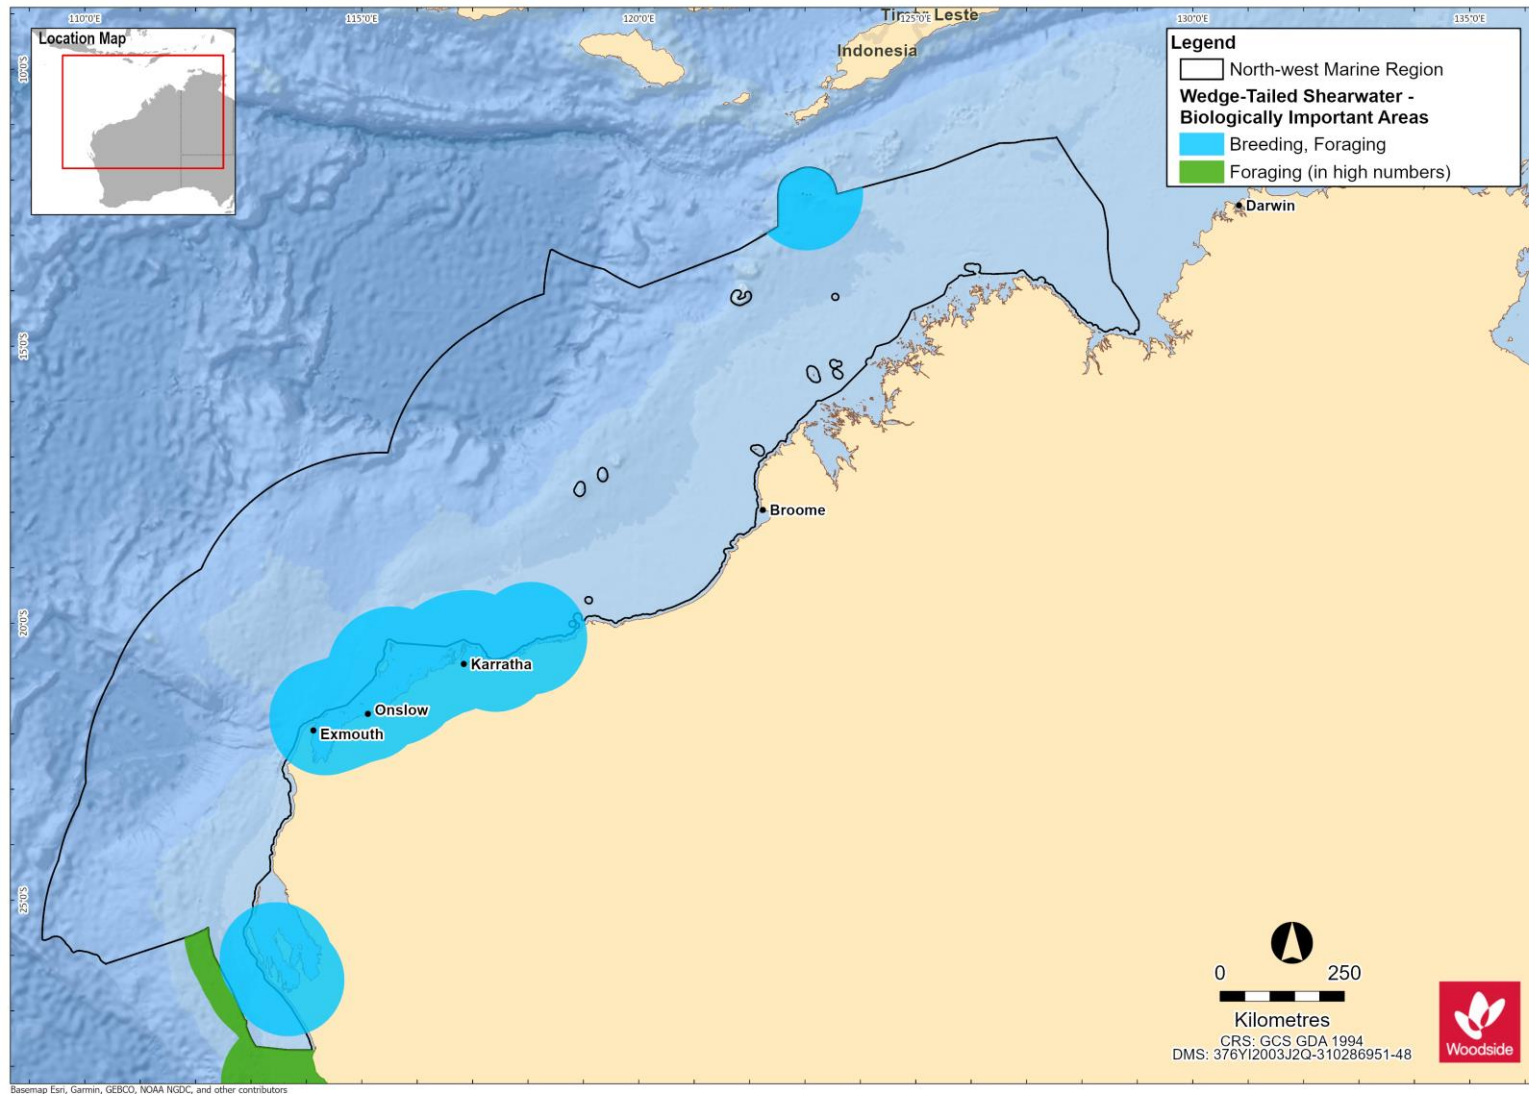 110°0'E 115°0'E 120°0'E 125°0'E 130°0'E 135°0'E
Location Map
Timor Leste
Indonesia
Legend
North-west Marine Region
Wedge-Tailed Shearwater -
Biologically Important Areas
Breeding, Foraging
Foraging (in high numbers)
10°0'S
Darwin
15°0'S
Broome
20°0'S
Karratha
Onslow
Exmouth
25°0'S
0 250
Kilometres
CRS: GCS GDA 1994
DMS: 376YI2003J2Q-310286951-48
Woodside
Basemap Esri, Garmin, GEBCO, NOAA NGDC, and other contributors